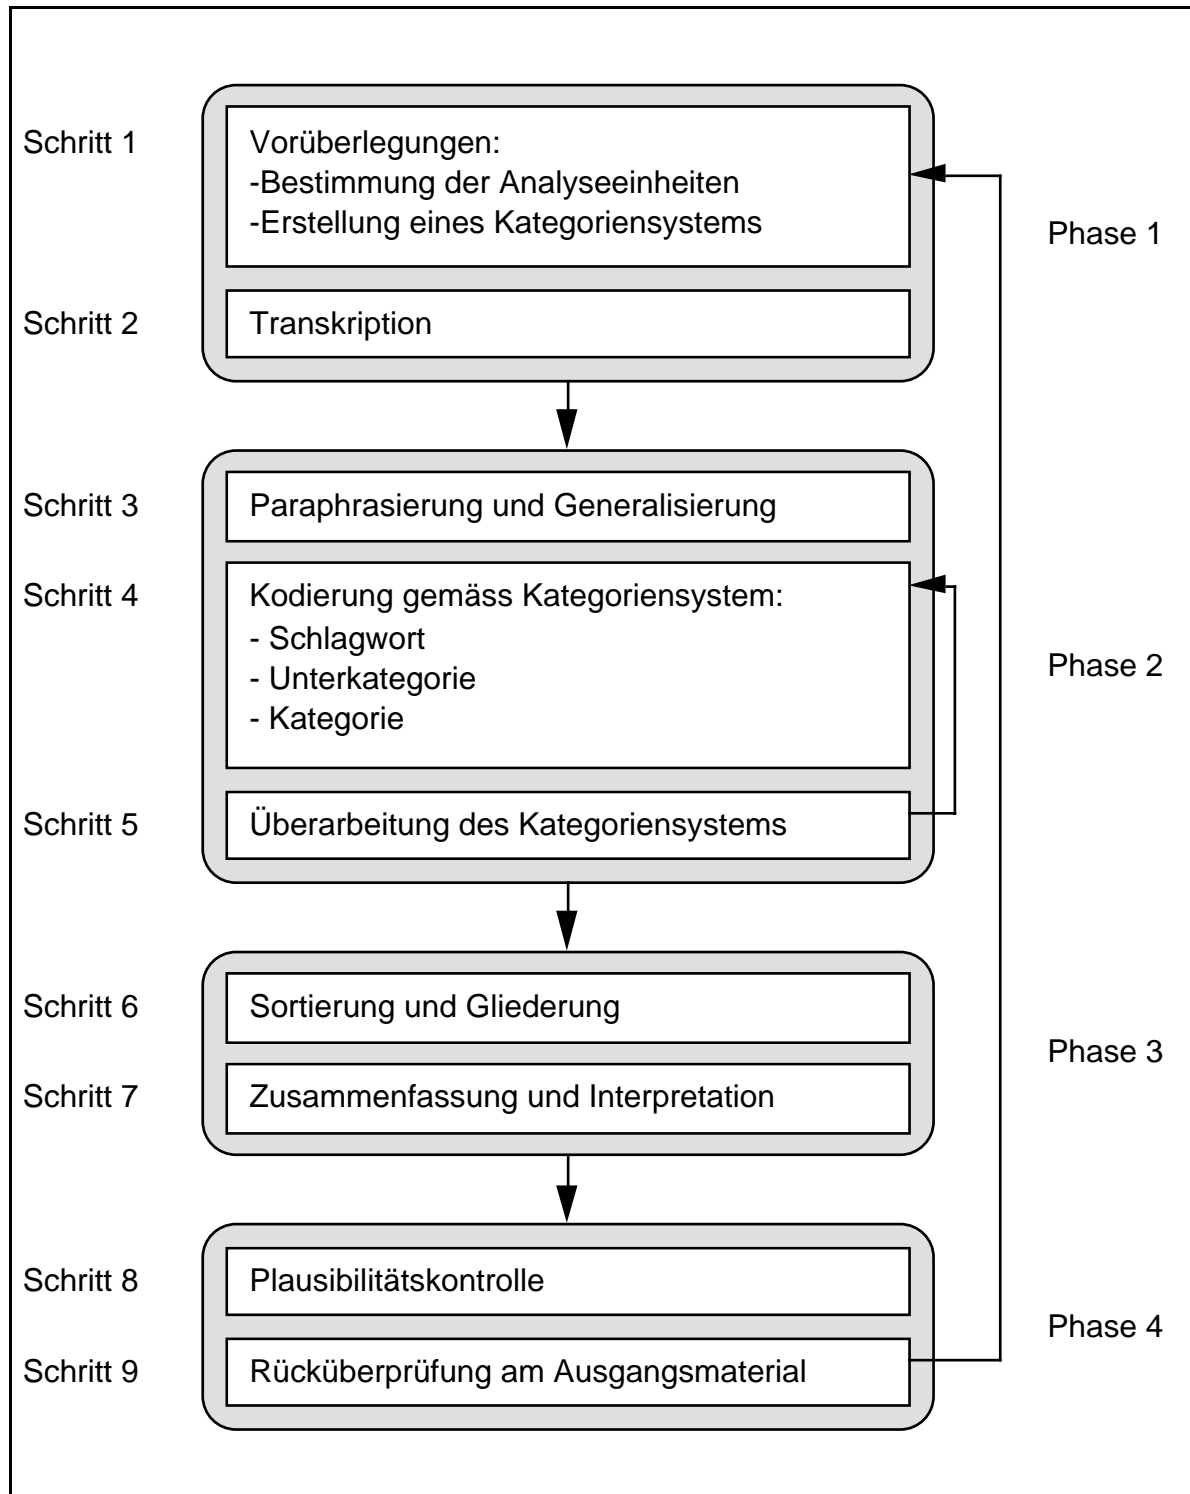 Schritt 1
Vorüberlegungen:
-Bestimmung der Analyseeinheiten
-Erstellung eines Kategoriensystems
Phase 1
Schritt 2
Transkription
Schritt 3
Paraphrasierung und Generalisierung
Schritt 4
Kodierung gemäss Kategoriensystem:
- Schlagwort
- Unterkategorie
- Kategorie
Phase 2
Schritt 5
Überarbeitung des Kategoriensystems
Schritt 6
Sortierung und Gliederung
Phase 3
Schritt 7
Zusammenfassung und Interpretation
Schritt 8
Plausibilitätskontrolle
Phase 4
Schritt 9
Rücküberprüfung am Ausgangsmaterial